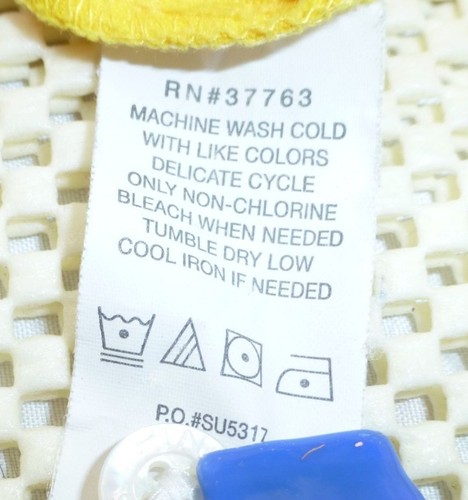 RN#37763
MACHINE WASH COLD
WITH LIKE COLORS
DELICATE CYCLE
ONLY NON-CHLORINE
BLEACH WHEN NEEDED
TUMBLE DRY LOW
COOL IRON IF NEEDED
P.O.#SU5317